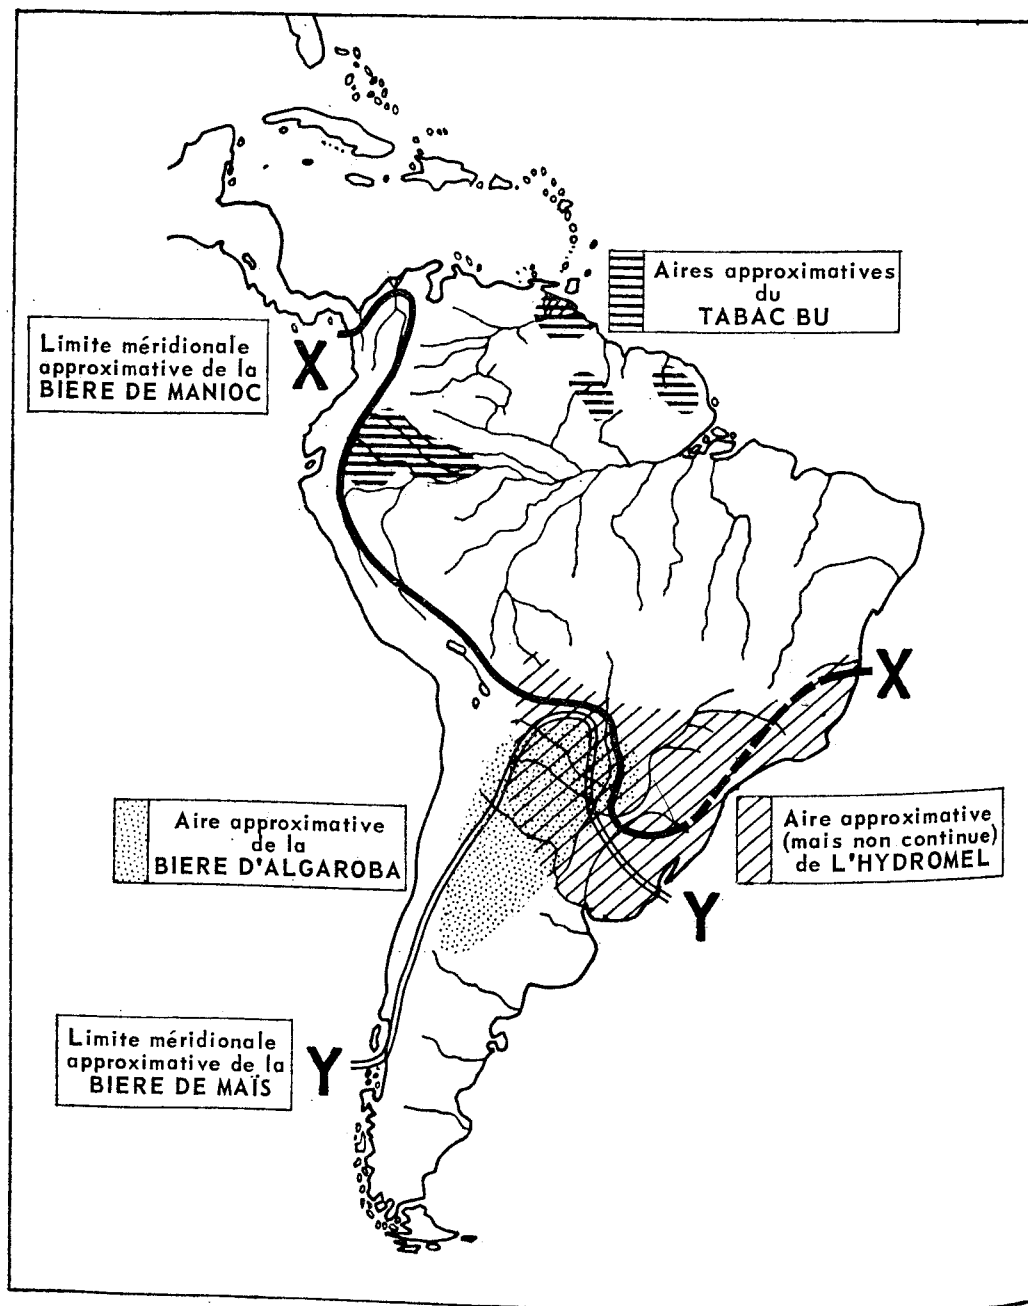 Aires approximatives
du
TABAC BU
Limite méridionale
approximative de la
BIERE DE MANIOC
X
X
Aire approximative
de la
BIERE D'ALGAROBA
Aire approximative
(mais non continue)
de L'HYDROMEL
Y
Limite méridionale
approximative de la
BIERE DE MAÏS
Y